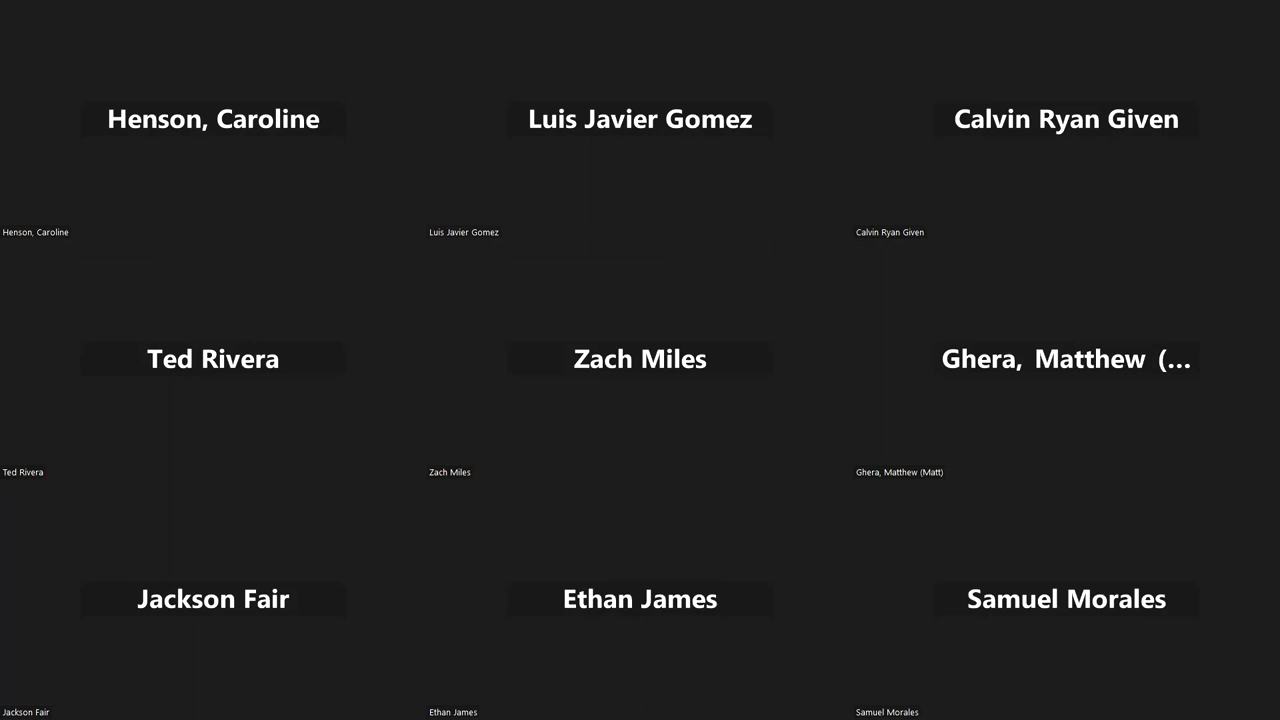 Henson, Caroline
Luis Javier Gomez
Calvin Ryan Given
Henson, Caroline
Luis Javier Gomez
Calvin Ryan Given
Ted Rivera
Zach Miles
Ghera, Matthew (...
Ted Rivera
Zach Miles
Ghera, Matthew (Matt)
Jackson Fair
Ethan James
Samuel Morales
Jackson Fair
Ethan James
Samuel Morales